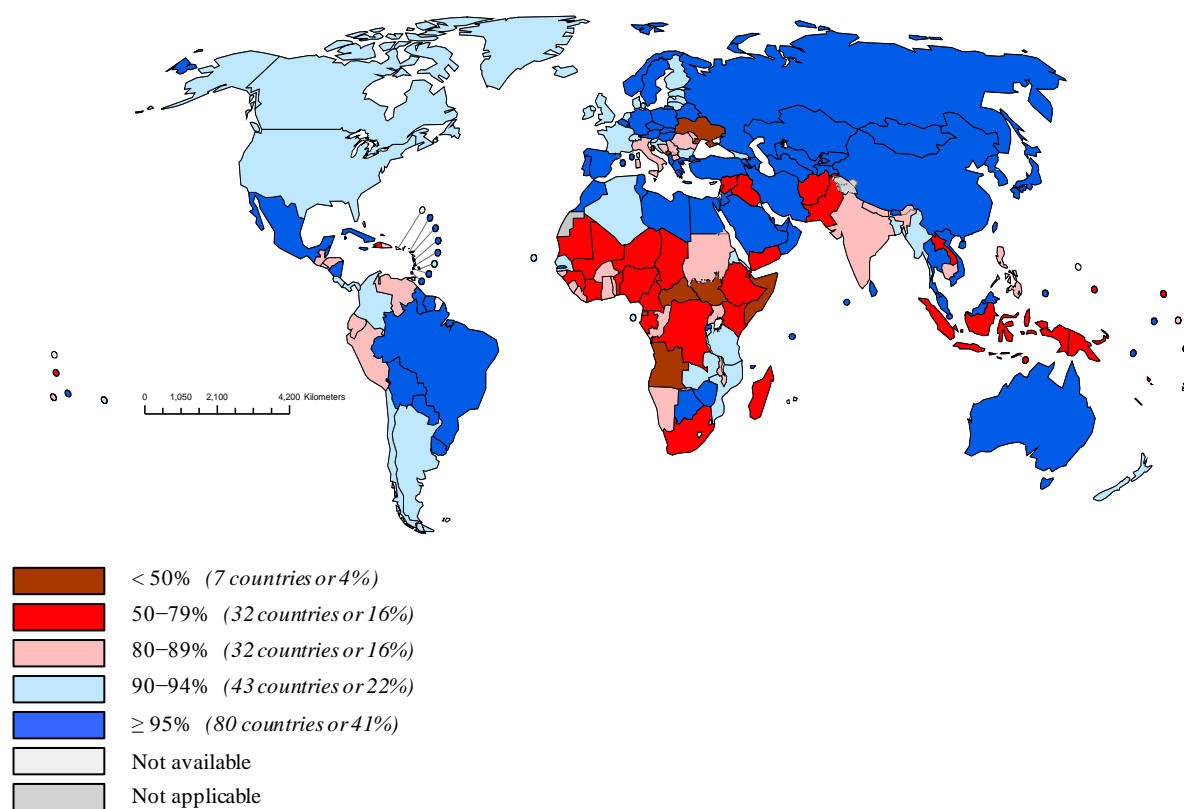 0 1,050 2,100 4,200 Kilometers
< 50% (7 countries or 4%)
50−79% (32 countries or 16%)
80−89% (32 countries or 16%)
90−94% (43 countries or 22%)
≥ 95% (80 countries or 41%)
Not available
Not applicable